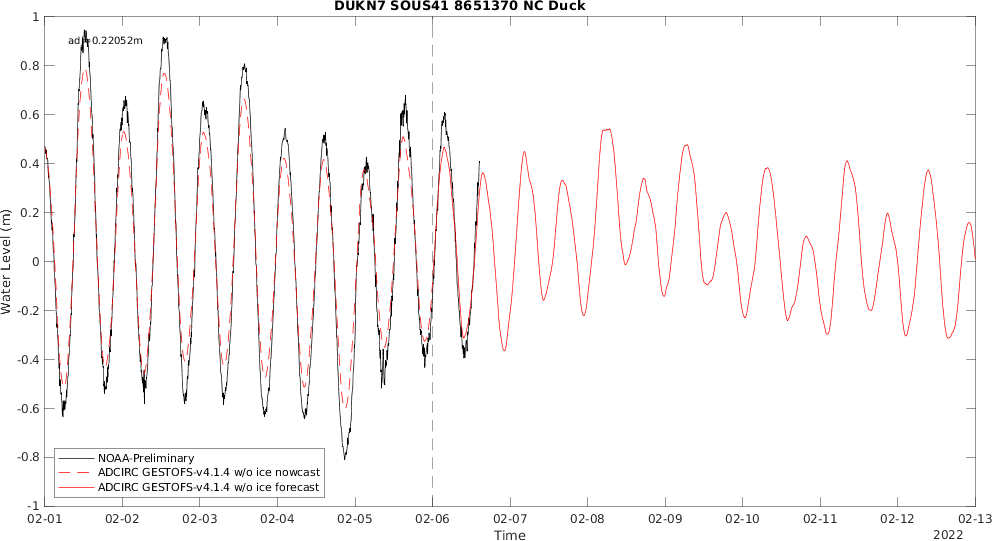 DUKN7 SOUS41 8651370 NC Duck
1
0.8
0.6
0.4
0.2
0
-0.2
-0.4
-0.6
-0.8
-1
Water Level (m)
NOAA-Preliminary
ADCIRC GESTOFS-v4.1.4 w/o ice nowcast
ADCIRC GESTOFS-v4.1.4 w/o ice forecast
02-01 02-02 02-03 02-04 02-05 02-06 02-07 02-08 02-09 02-10 02-11 02-12 02-13
Time
2022